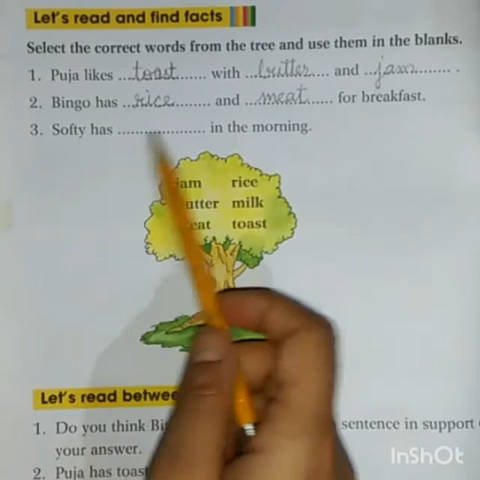 Let's read and find facts
Select the correct words from the tree and use them in the blanks.
1. Puja likes ...toast....... with ...butter.... and ...jam......... .
2. Bingo has ...rice....... and ...meat...... for breakfast.
3. Softy has ...................... in the morning.
jam rice
utter milk
eat toast
Let's read betwee
1. Do you think Bi sentence in support
your answer.
2. Puja has toas
InShOt